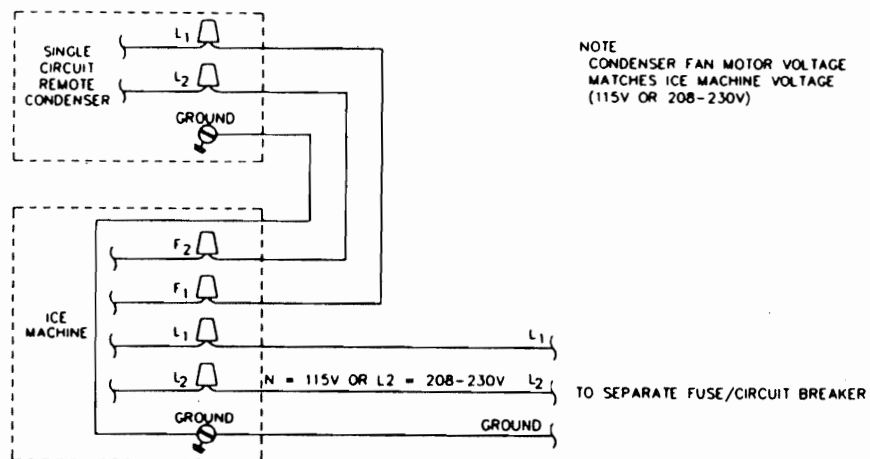 SINGLE
CIRCUIT
REMOTE
CONDENSER
L1
L2
GROUND
NOTE
CONDENSER FAN MOTOR VOLTAGE
MATCHES ICE MACHINE VOLTAGE
(115V OR 208-230V)
ICE
MACHINE
F2
F1
L1
L1
L2
N = 115V OR L2 = 208-230V
L2
TO SEPARATE FUSE/CIRCUIT BREAKER
GROUND
GROUND